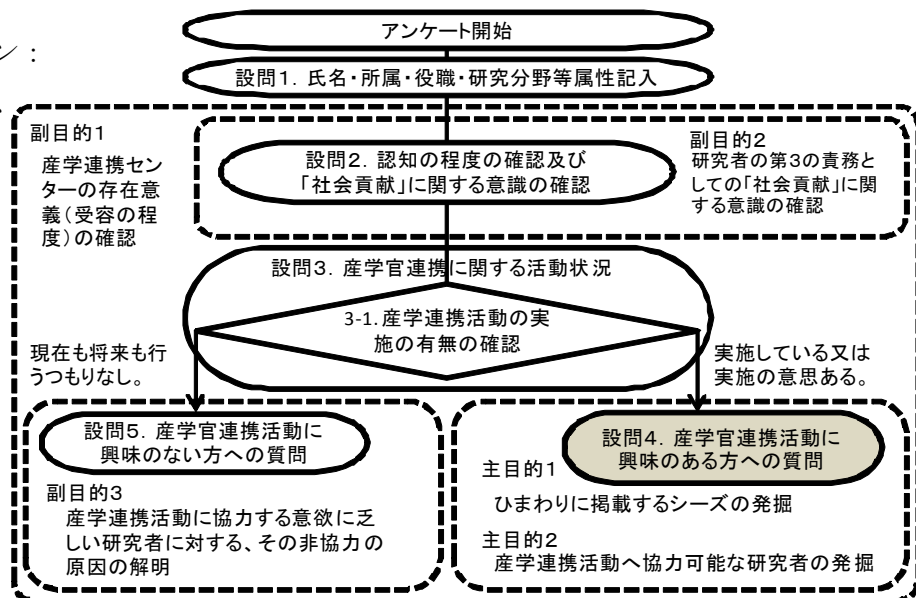 アンケート開始
ン：
設問1．氏名・所属・役職・研究分野等属性記入
副目的1
産学連携セン
ターの存在意
義（受容の程
度）の確認
設問2．認知の程度の確認及び
「社会貢献」に関する意識の確認
副目的2
研究者の第3の責務と
しての「社会貢献」に関
する意識の確認
設問3．産学官連携に関する活動状況
3-1.産学連携活動の実
施の有無の確認
現在も将来も行
うつもりなし。
実施している又は
実施の意思ある。
設問5．産学官連携活動に
興味のない方への質問
副目的3
産学連携活動に協力する意欲に乏
しい研究者に対する、その非協力の
原因の解明
設問4．産学官連携活動に
興味のある方への質問
主目的1
ひまわりに掲載するシーズの発掘
主目的2
産学連携活動へ協力可能な研究者の発掘